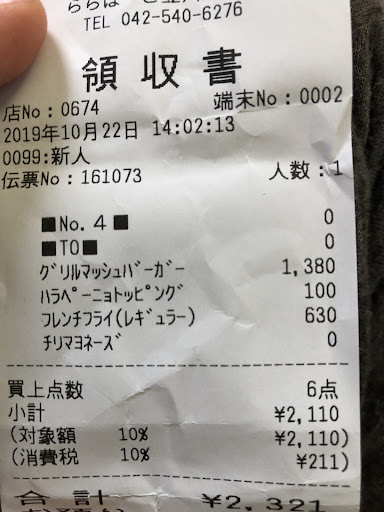 TEL 042-540-6276
領収書
店No：0674 端末No：0002
2019年10月22日 14:02:13
0099:新人
伝票No：161073 人数：1
■No.4■ 0
■TO■ 0
ｸﾞﾘﾙﾏｯｼｭﾊﾞｰｶﾞｰ 1,380
ﾊﾗﾍﾟｰﾆｮﾄｯﾋﾟﾝｸﾞ 100
ﾌﾚﾝﾁﾌﾗｲ(ﾚｷﾞｭﾗｰ) 630
ﾁﾘﾏﾖﾈｰｽﾞ 0
買上点数 6点
小計 ¥2,110
(対象額 10% ¥2,110)
(消費税 10% ¥211)
合計 ¥2,321